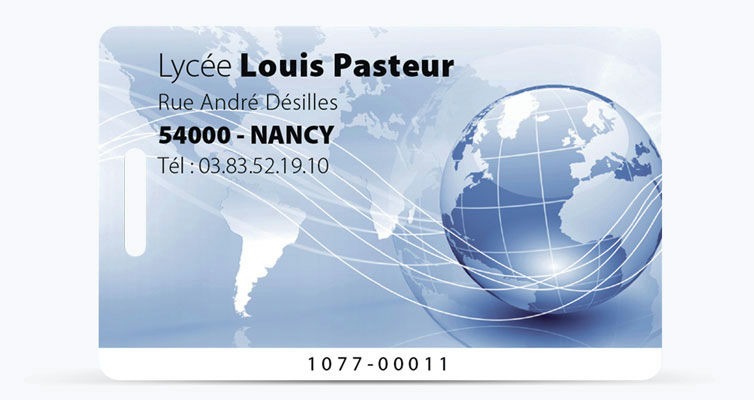 Lycée Louis Pasteur
Rue André Désilles
54000 - NANCY
Tél : 03.83.52.19.10
1077-00011